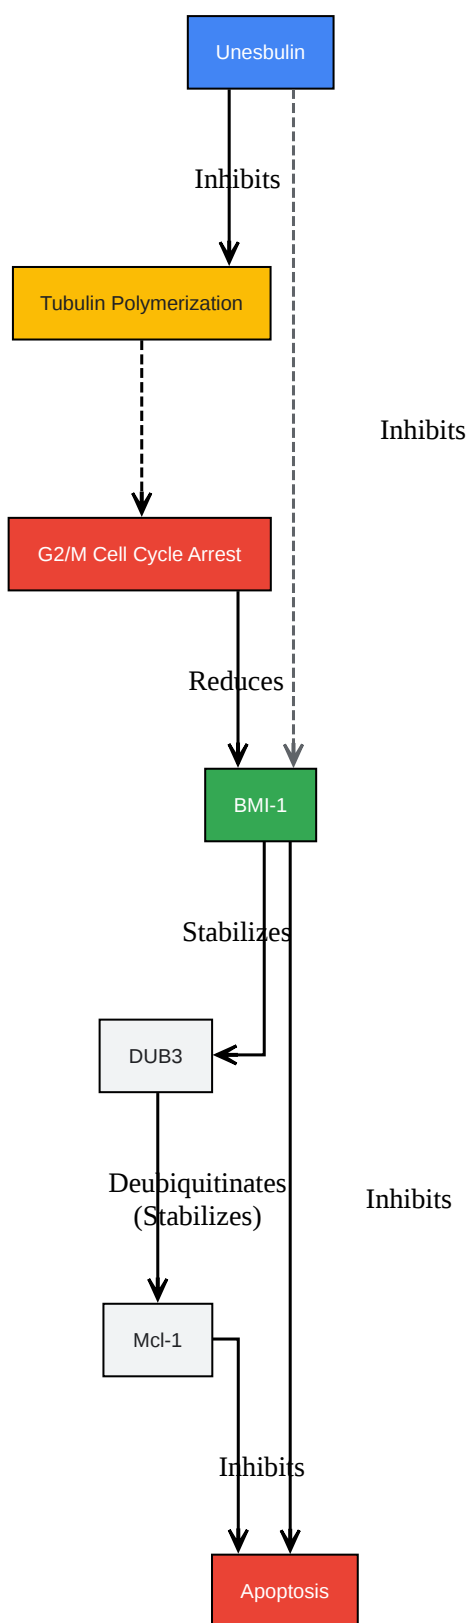 Unesbulin
Inhibits
Tubulin Polymerization
Inhibits
G2/M Cell Cycle Arrest
Reduces
BMI-1
Stabilizes
DUB3
Deubiquitinates
(Stabilizes)
Inhibits
Mcl-1
Inhibits
Apoptosis